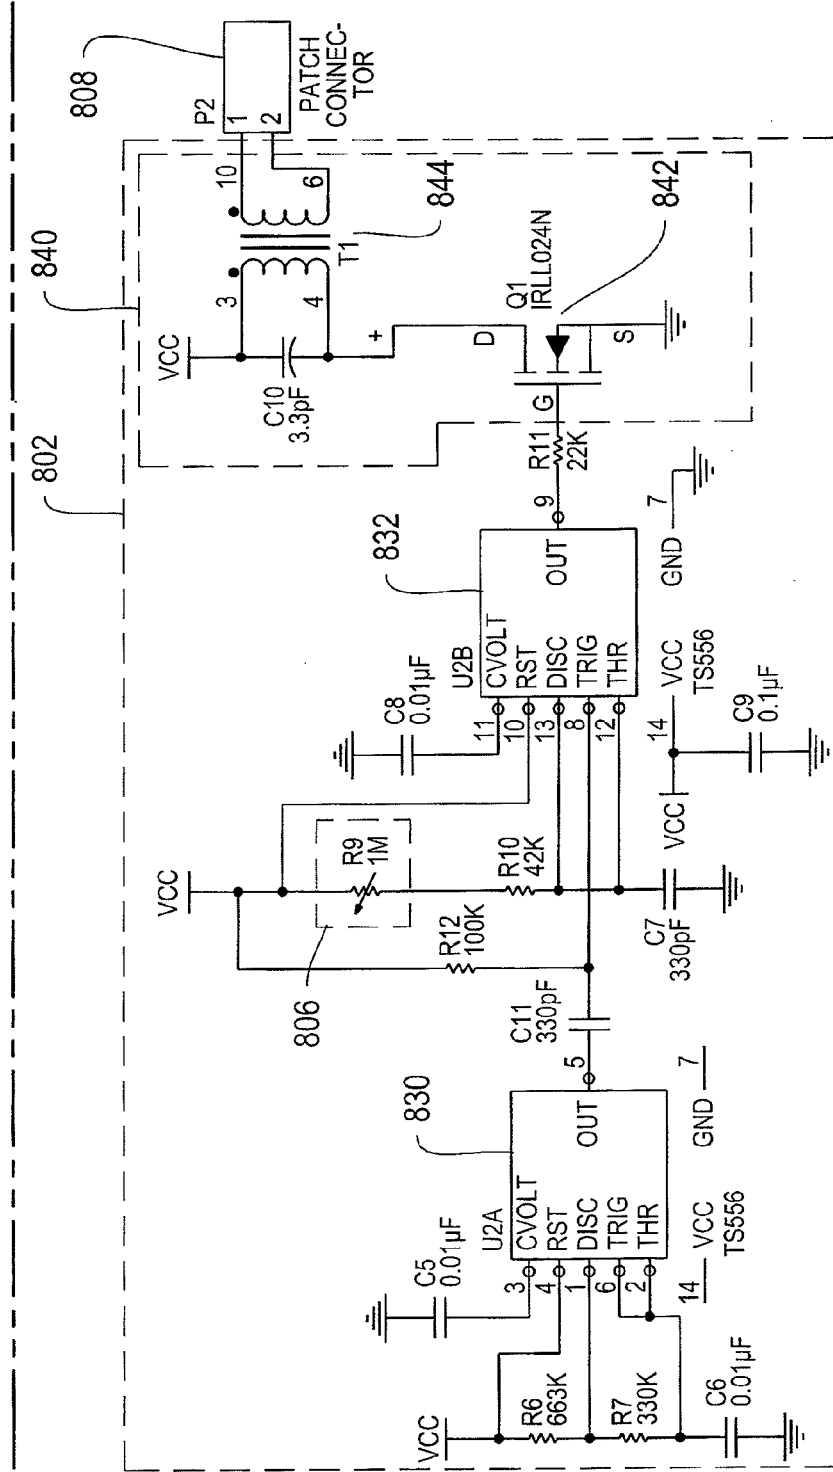 808
P2
1
2
PATCH
CONNEC-
TOR
840
802
10
6
844
T1
3
4
VCC
C10
3.3pF
+
D
Q1
IRLL024N
842
G
S
R11
22K
9
832
OUT
U2B
CVOLT
RST
DISC
TRIG
THR
11
10
13
8
12
GND
7
14
VCC
TS556
VCC
C9
0.1µF
C8
0.01µF
VCC
R9
1M
R10
42K
R12
100K
C7
330pF
806
C11
330pF
5
830
OUT
U2A
CVOLT
RST
DISC
TRIG
THR
3
4
1
6
2
GND
7
14
VCC
TS556
C5
0.01µF
VCC
R6
663K
R7
330K
C6
0.01µF